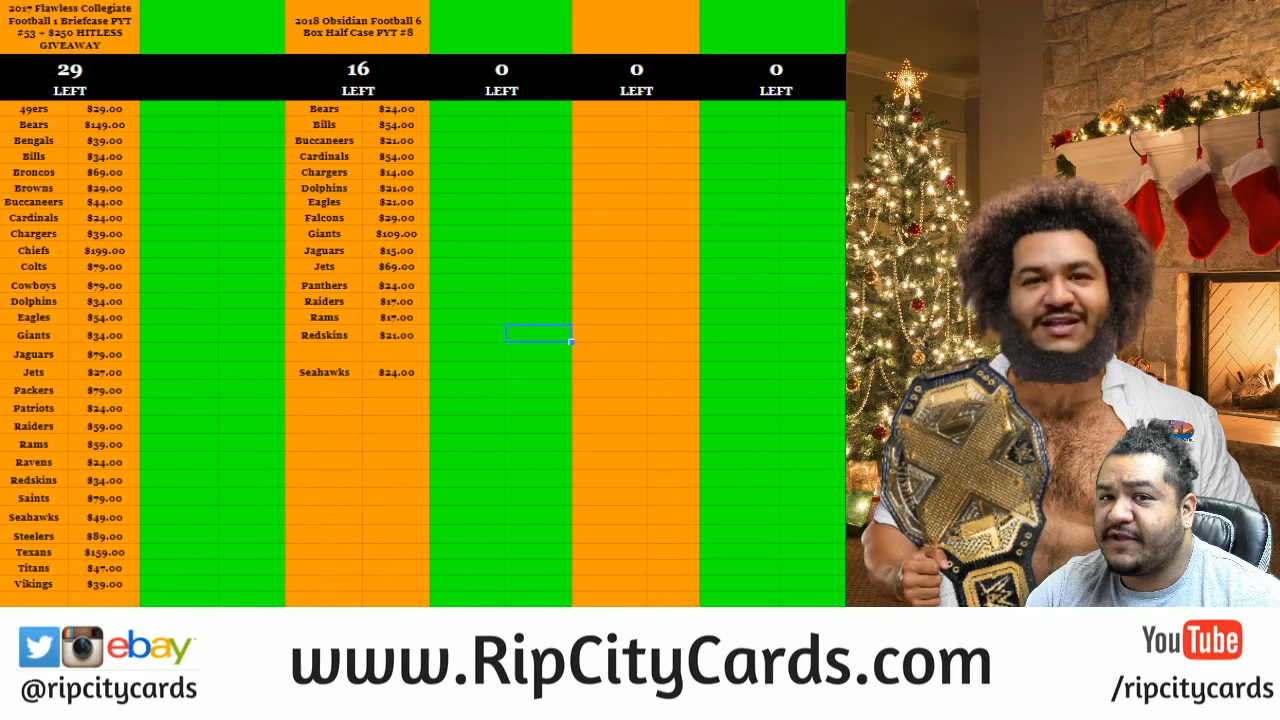 2017 Flawless Collegiate
Football 1 Briefcase PYT
#53 + $250 HITLESS
GIVEAWAY
2018 Obsidian Football 6
Box Half Case PYT #8
29 16 0 0 0
LEFT LEFT LEFT LEFT LEFT
49ers $29.00 Bears $24.00
Bears $149.00 Bills $54.00
Bengals $39.00 Buccaneers $21.00
Bills $34.00 Cardinals $54.00
Broncos $69.00 Chargers $14.00
Browns $29.00 Dolphins $21.00
Buccaneers $44.00 Eagles $21.00
Cardinals $24.00 Falcons $29.00
Chargers $39.00 Giants $109.00
Chiefs $199.00 Jaguars $15.00
Colts $79.00 Jets $69.00
Cowboys $79.00 Panthers $24.00
Dolphins $34.00 Raiders $17.00
Eagles $54.00 Rams $17.00
Giants $34.00 Redskins $21.00
Jaguars $79.00
Jets $27.00 Seahawks $24.00
Packers $79.00
Patriots $24.00
Raiders $59.00
Rams $59.00
Ravens $24.00
Redskins $34.00
Saints $79.00
Seahawks $49.00
Steelers $89.00
Texans $159.00
Titans $47.00
Vikings $39.00
ebay
@ripcitycards
www.RipCityCards.com
YouTube
/ripcitycards